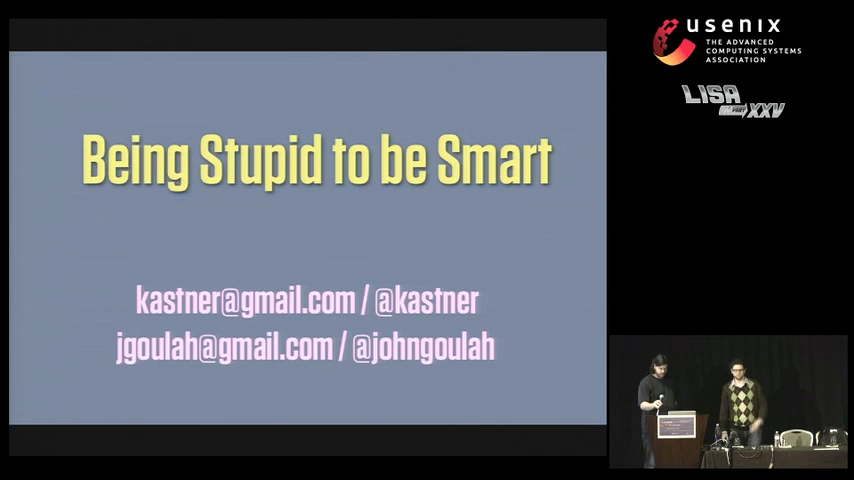 Being Stupid to be Smart
kastner@gmail.com / @kastner
jgoulah@gmail.com / @johngoulah
usenix
THE ADVANCED
COMPUTING SYSTEMS
ASSOCIATION
LISA
XXV